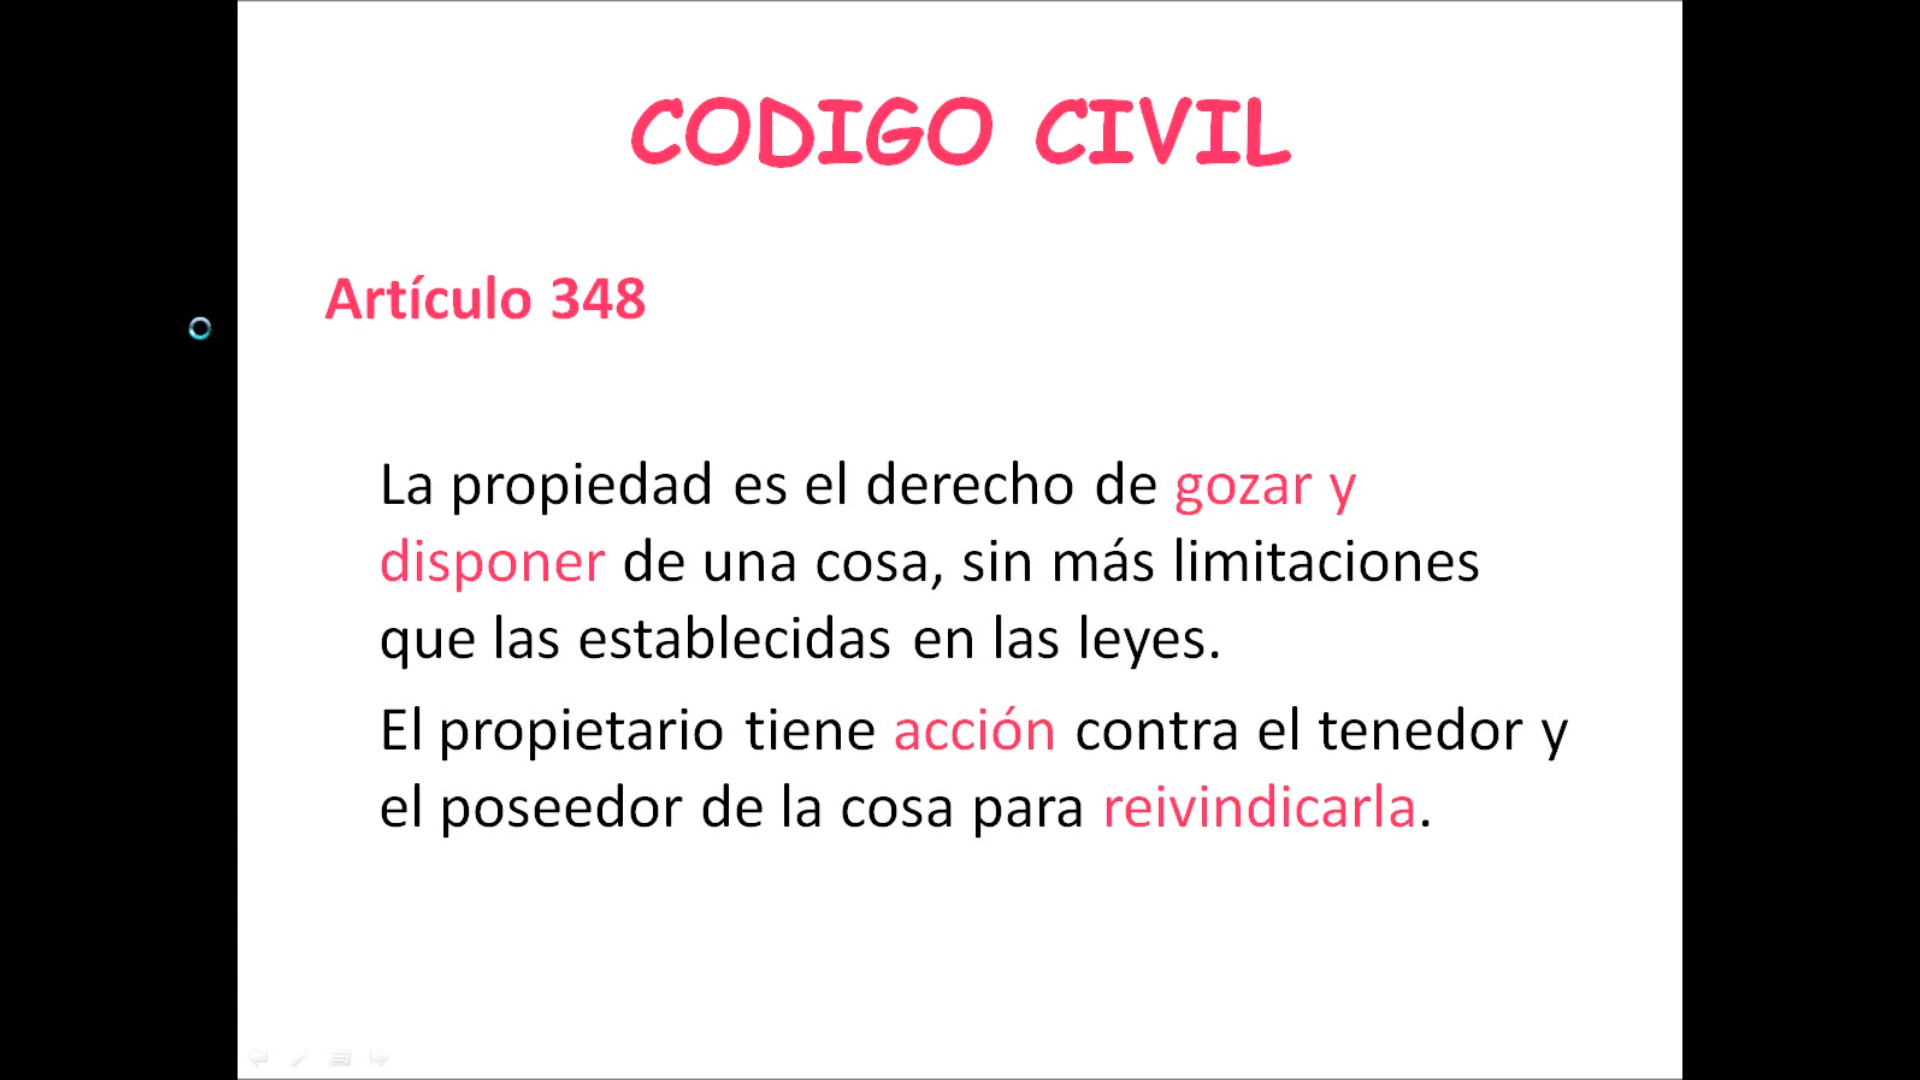 CODIGO CIVIL
Artículo 348
La propiedad es el derecho de gozar y
disponer de una cosa, sin más limitaciones
que las establecidas en las leyes.
El propietario tiene acción contra el tenedor y
el poseedor de la cosa para reivindicarla.